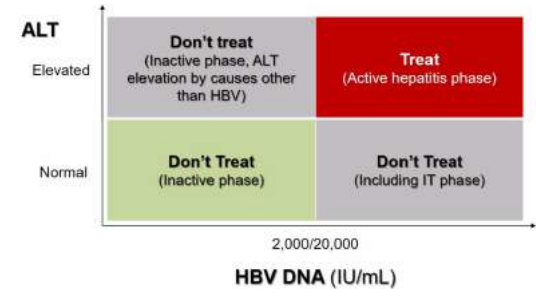 ALT
Elevated
Don't treat
(Inactive phase, ALT
elevation by causes other
than HBV)
Treat
(Active hepatitis phase)
Normal
Don't Treat
(Inactive phase)
Don't Treat
(Including IT phase)
2,000/20,000
HBV DNA (IU/mL)